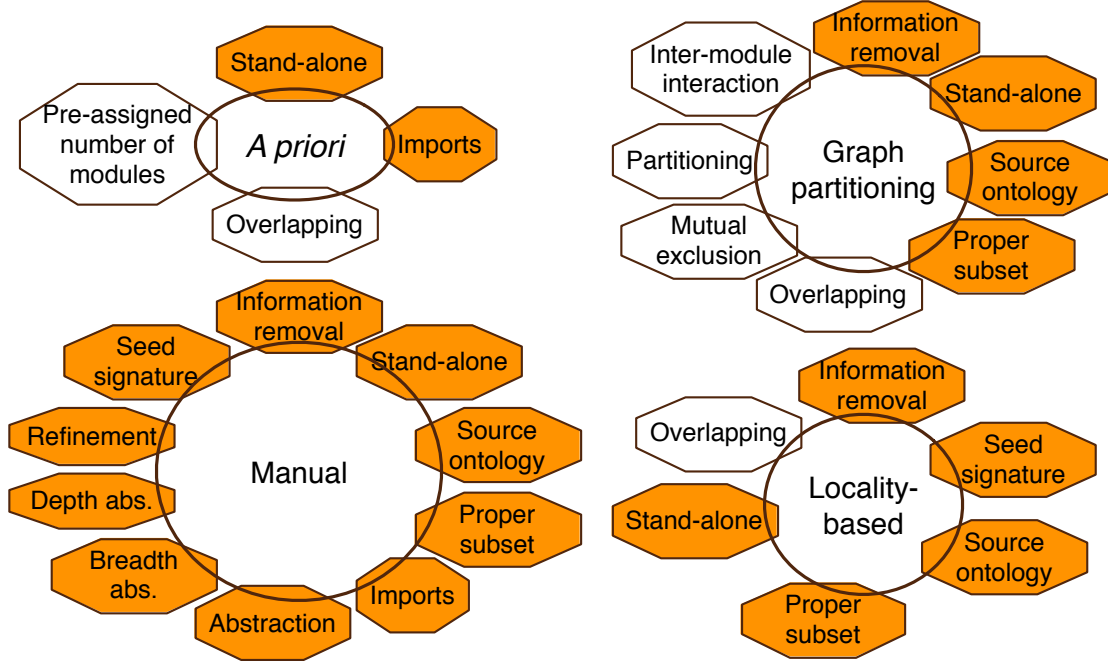 Stand-alone
Pre-assigned
number of
modules
A priori
Imports
Overlapping
Information
removal
Inter-module
interaction
Stand-alone
Partitioning
Graph
partitioning
Source
ontology
Mutual
exclusion
Proper
subset
Overlapping
Information
removal
Seed
signature
Stand-alone
Refinement
Manual
Source
ontology
Depth abs.
Proper
subset
Breadth
abs.
Imports
Abstraction
Information
removal
Overlapping
Seed
signature
Stand-alone
Locality-
based
Source
ontology
Proper
subset